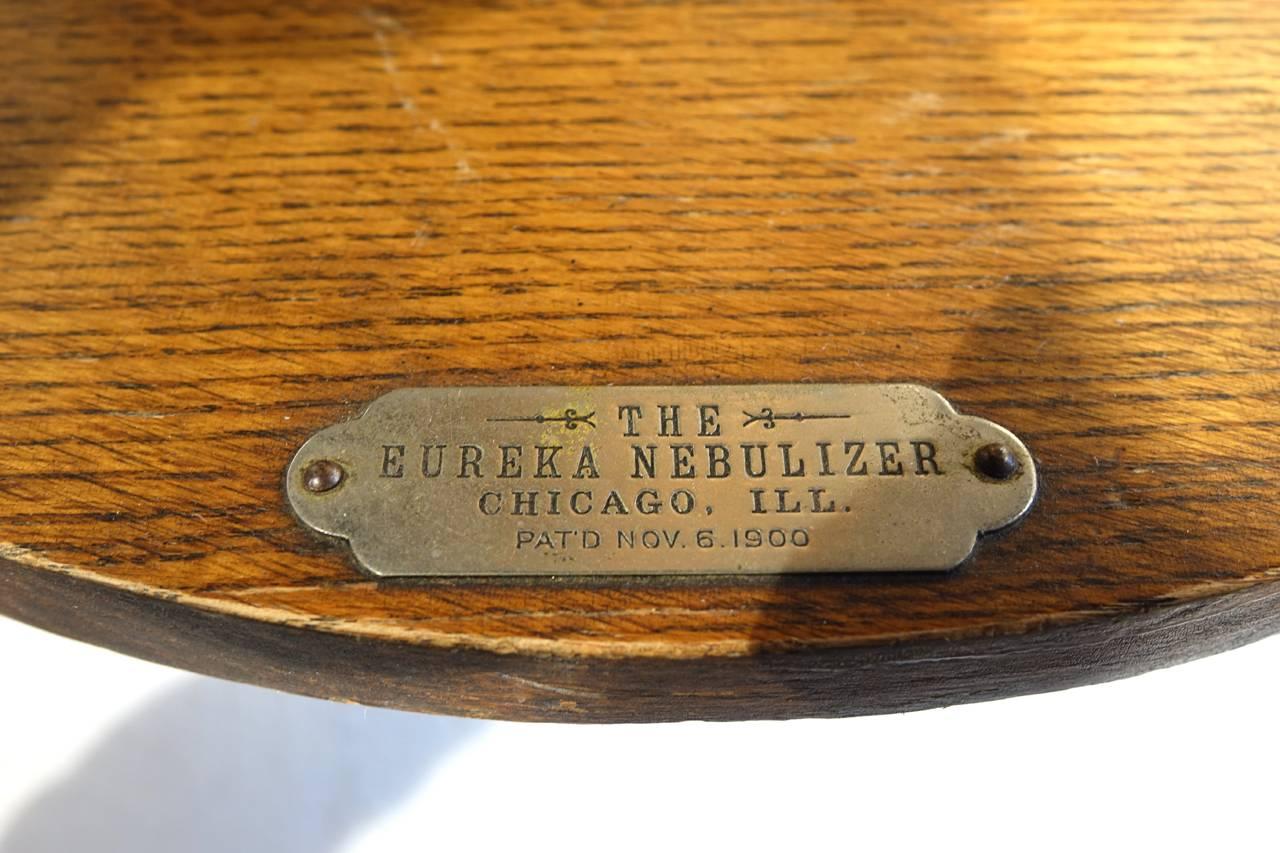 THE
EUREKA NEBULIZER
CHICAGO, ILL.
PAT'D NOV. 6. 1900